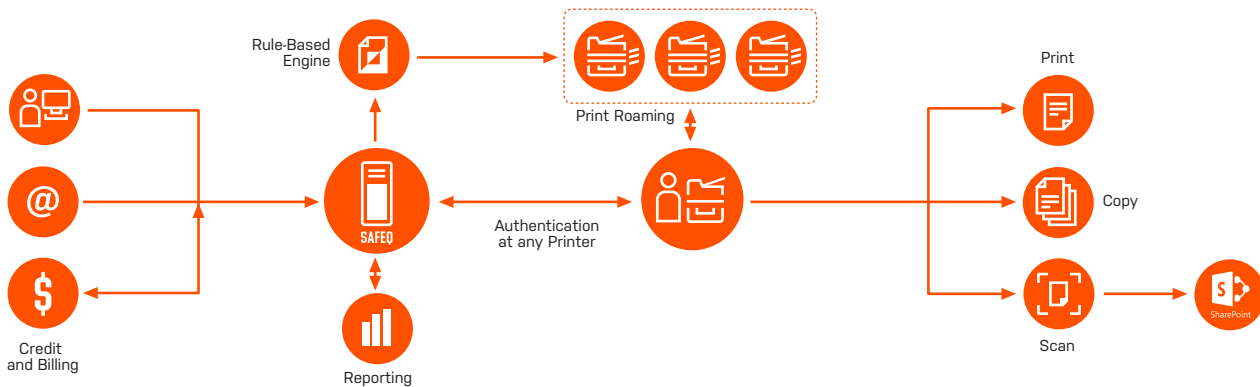 Rule-Based
Engine
Print Roaming
Print
@
SAFEQ
Authentication
at any Printer
Copy
$
Credit
and Billing
Reporting
Scan
S
SharePoint